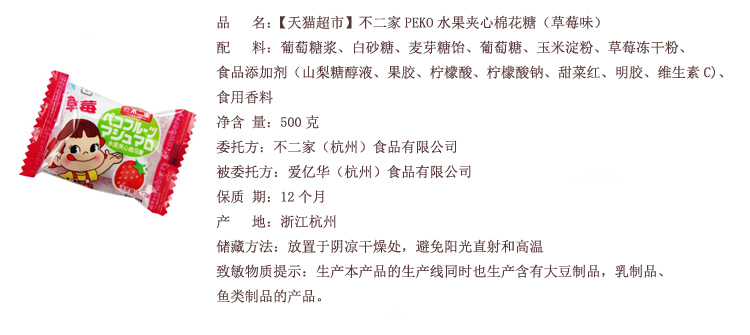 品　　名:【天猫超市】不二家 PEKO 水果夹心棉花糖（草莓味）
配　　料：葡萄糖浆、白砂糖、麦芽糖饴、葡萄糖、玉米淀粉、草莓冻干粉、
食品添加剂（山梨糖醇液、果胶、柠檬酸、柠檬酸钠、甜菜红、明胶、维生素 C)、
食用香料
净含 量：500 克
委托方：不二家（杭州）食品有限公司
被委托方：爱亿华（杭州）食品有限公司
保质 期：12 个月
产　　地：浙江杭州
储藏方法：放置于阴凉干燥处，避免阳光直射和高温
致敏物质提示：生产本产品的生产线同时也生产含有大豆制品，乳制品、
鱼类制品的产品。
草莓
ペコフルーツ
マシュマロ